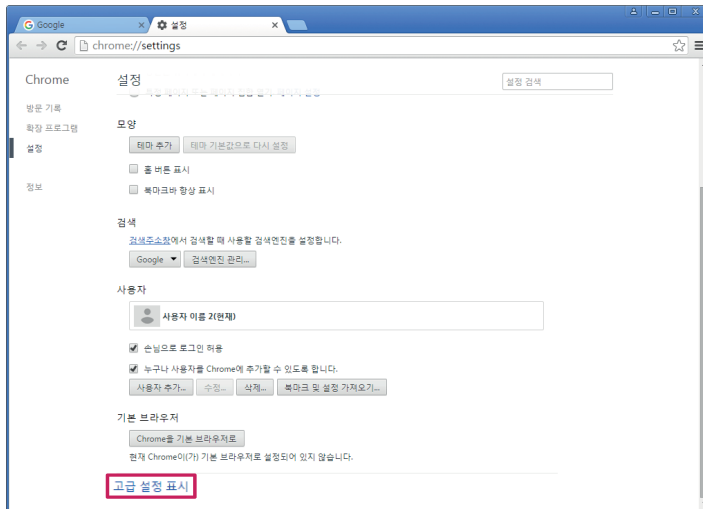 Google
설정
chrome://settings
Chrome
설정
설정 검색
방문 기록
확장 프로그램
설정
정보
모양
테마 추가
테마 기본값으로 다시 설정
홈 버튼 표시
북마크바 항상 표시
검색
검색주소창에서 검색할 때 사용할 검색엔진을 설정합니다.
Google
검색엔진 관리...
사용자
사용자 이름 2(현재)
손님으로 로그인 허용
누구나 사용자를 Chrome에 추가할 수 있도록 합니다.
사용자 추가...
수정...
삭제...
북마크 및 설정 가져오기...
기본 브라우저
Chrome을 기본 브라우저로
현재 Chrome이(가) 기본 브라우저로 설정되어 있지 않습니다.
고급 설정 표시